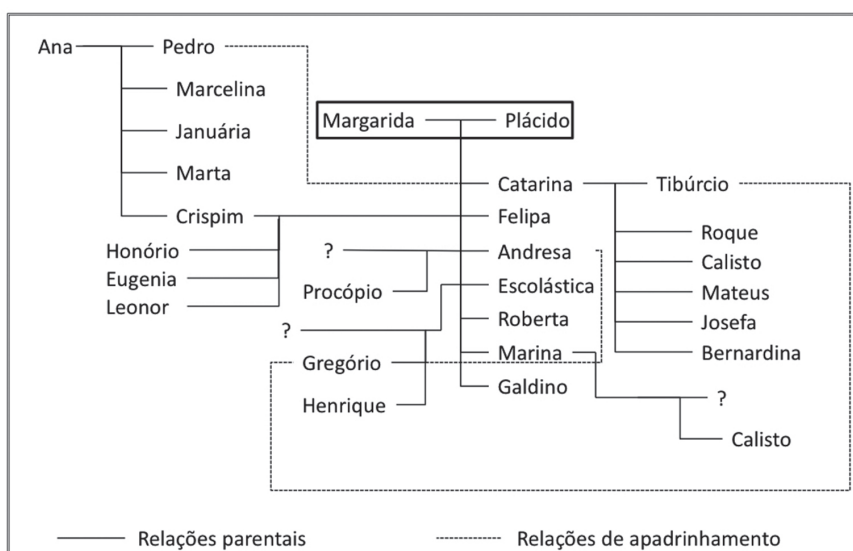 Ana
Pedro
Marcelina
Margarida
Plácido
Januária
Marta
Catarina
Tibúrcio
Crispim
Felipa
Roque
Honório
?
Andresa
Calisto
Eugenia
Procópio
Escolástica
Mateus
Leonor
?
Roberta
Josefa
Gregório
Marina
Bernardina
Henrique
Galdino
?
Calisto
Relações parentais
Relações de apadrinhamento